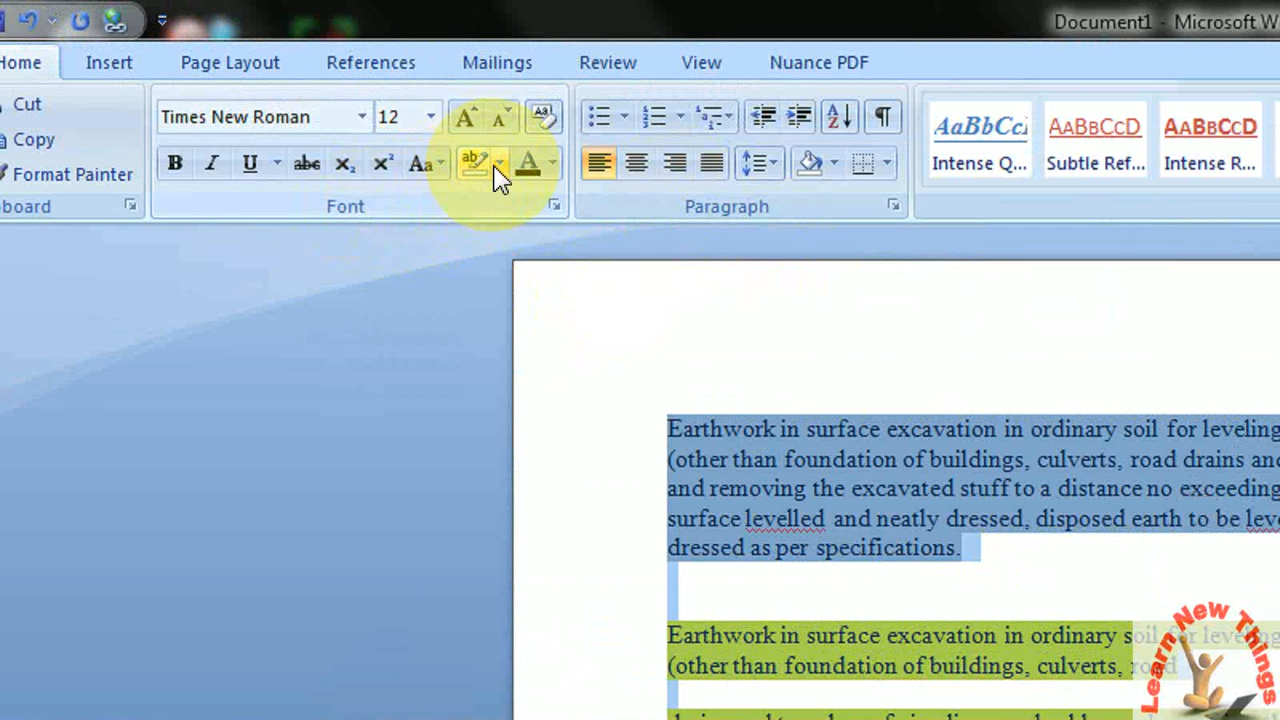 Document1 - Microsoft W
Home Insert Page Layout References Mailings Review View Nuance PDF
Cut
Copy
Format Painter
board
Times New Roman 12
Font
Paragraph
AaBbCcI AABBCCD AABBCCD
Intense Q... Subtle Ref... Intense R...
Earthwork in surface excavation in ordinary soil for leveling
(other than foundation of buildings, culverts, road drains and
and removing the excavated stuff to a distance no exceeding
surface levelled and neatly dressed, disposed earth to be leve
dressed as per specifications.
Earthwork in surface excavation in ordinary soil for leveling
(other than foundation of buildings, culverts, road
Learn New Things